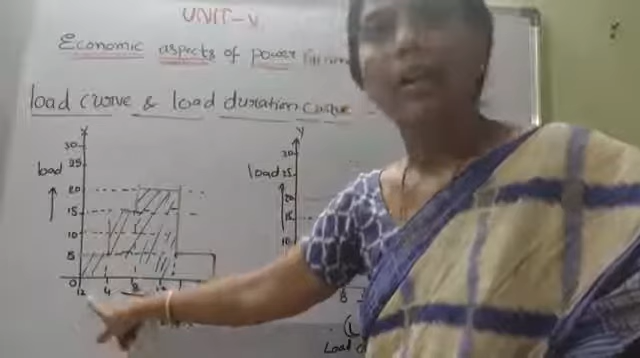 UNIT-V
Economic aspects of power
load curve & load duration curve
Y
load
30
25
20
15
10
5
0
12 4 8
Y
load
30
25
20
15
10
8
Load